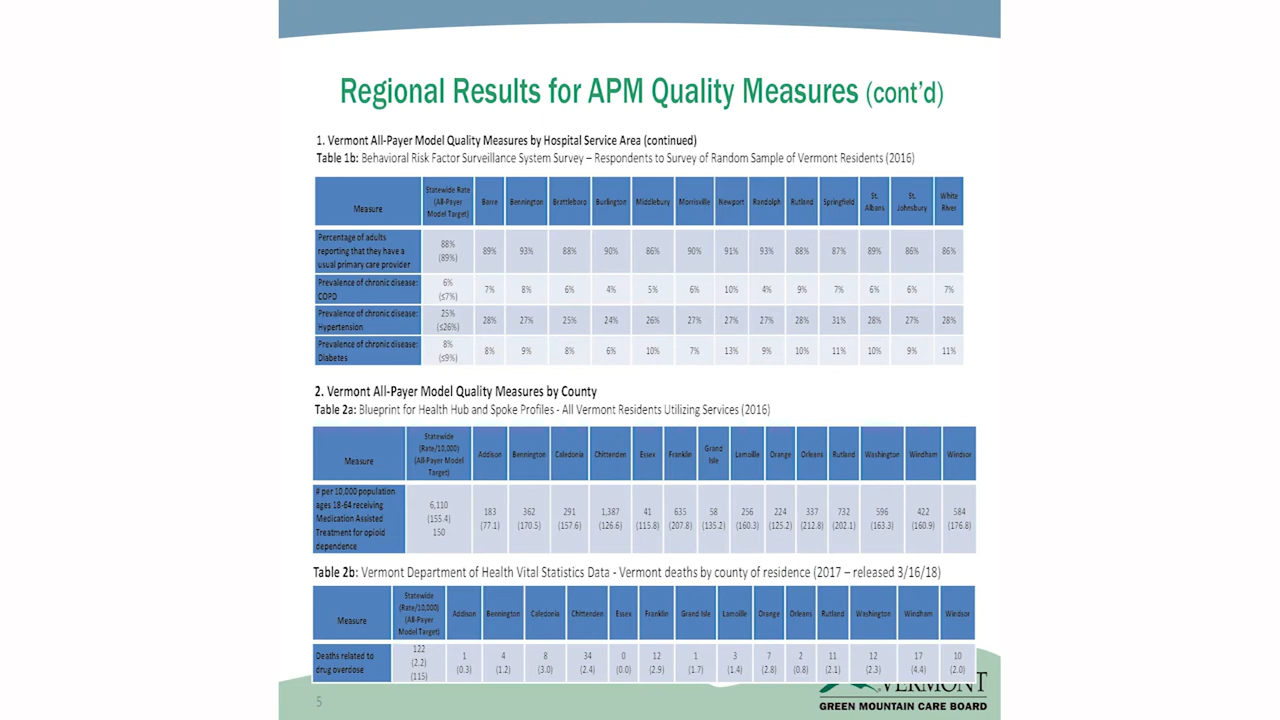 Regional Results for APM Quality Measures (cont'd)
1. Vermont All-Payer Model Quality Measures by Hospital Service Area (continued)
Table 1b: Behavioral Risk Factor Surveillance System Survey – Respondents to Survey of Random Sample of Vermont Residents (2016)
Measure Statewide Rate (All-Payer Model Target) Barre Bennington Brattleboro Burlington Middlebury Morrisville Newport Randolph Rutland Springfield St. Albans St. Johnsbury White River
Percentage of adults reporting that they have a usual primary care provider 88% (89%) 89% 93% 88% 90% 86% 90% 91% 93% 88% 87% 89% 86% 86%
Prevalence of chronic disease: COPD 6% (≤7%) 7% 8% 6% 4% 5% 6% 10% 4% 9% 7% 6% 6% 7%
Prevalence of chronic disease: Hypertension 25% (≤26%) 28% 27% 25% 24% 26% 27% 27% 27% 28% 31% 28% 27% 28%
Prevalence of chronic disease: Diabetes 8% (≤9%) 8% 9% 8% 6% 10% 7% 13% 9% 10% 11% 10% 9% 11%
2. Vermont All-Payer Model Quality Measures by County
Table 2a: Blueprint for Health Hub and Spoke Profiles - All Vermont Residents Utilizing Services (2016)
Measure Statewide (Rate/10,000) (All-Payer Model Target) Addison Bennington Caledonia Chittenden Essex Franklin Grand Isle Lamoille Orange Orleans Rutland Washington Windham Windsor
# per 10,000 population ages 18-64 receiving Medication Assisted Treatment for opioid dependence 6,110 (155.4) 150 183 (77.1) 362 (170.5) 291 (157.6) 1,387 (126.6) 41 (115.8) 635 (207.8) 58 (135.2) 256 (160.3) 224 (125.2) 337 (212.8) 732 (202.1) 596 (163.3) 422 (160.9) 584 (176.8)
Table 2b: Vermont Department of Health Vital Statistics Data - Vermont deaths by county of residence (2017 – released 3/16/18)
Measure Statewide (Rate/10,000) (All-Payer Model Target) Addison Bennington Caledonia Chittenden Essex Franklin Grand Isle Lamoille Orange Orleans Rutland Washington Windham Windsor
Deaths related to drug overdose 122 (2.2) (115) 1 (0.3) 4 (1.2) 8 (3.0) 34 (2.4) 0 (0.0) 12 (2.9) 1 (1.7) 3 (1.4) 7 (2.8) 2 (0.8) 11 (2.1) 12 (2.3) 17 (4.4) 10 (2.0)
5
VERMONT
GREEN MOUNTAIN CARE BOARD